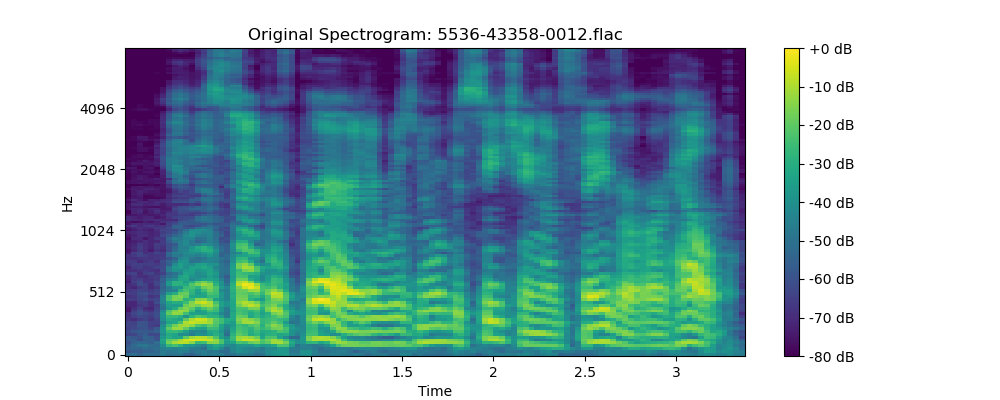 Original Spectrogram: 5536-43358-0012.flac
Hz
4096
2048
1024
512
0
0
0.5
1
1.5
2
2.5
3
Time
+0 dB
-10 dB
-20 dB
-30 dB
-40 dB
-50 dB
-60 dB
-70 dB
-80 dB